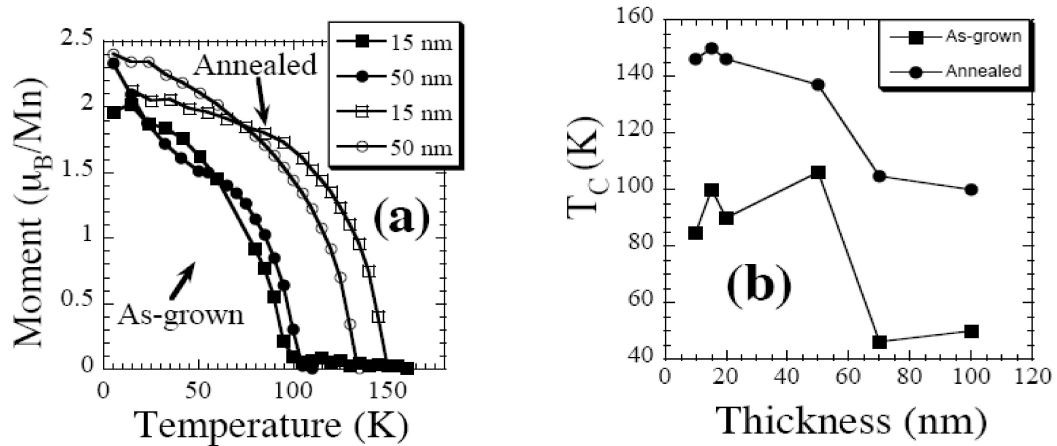 2.5
2
1.5
1
0.5
0
0
50
100
150
Moment (μB/Mn)
Temperature (K)
Annealed
As-grown
(a)
15 nm
50 nm
15 nm
50 nm
160
140
120
100
80
60
40
0
20
40
60
80
100
120
TC (K)
Thickness (nm)
(b)
As-grown
Annealed